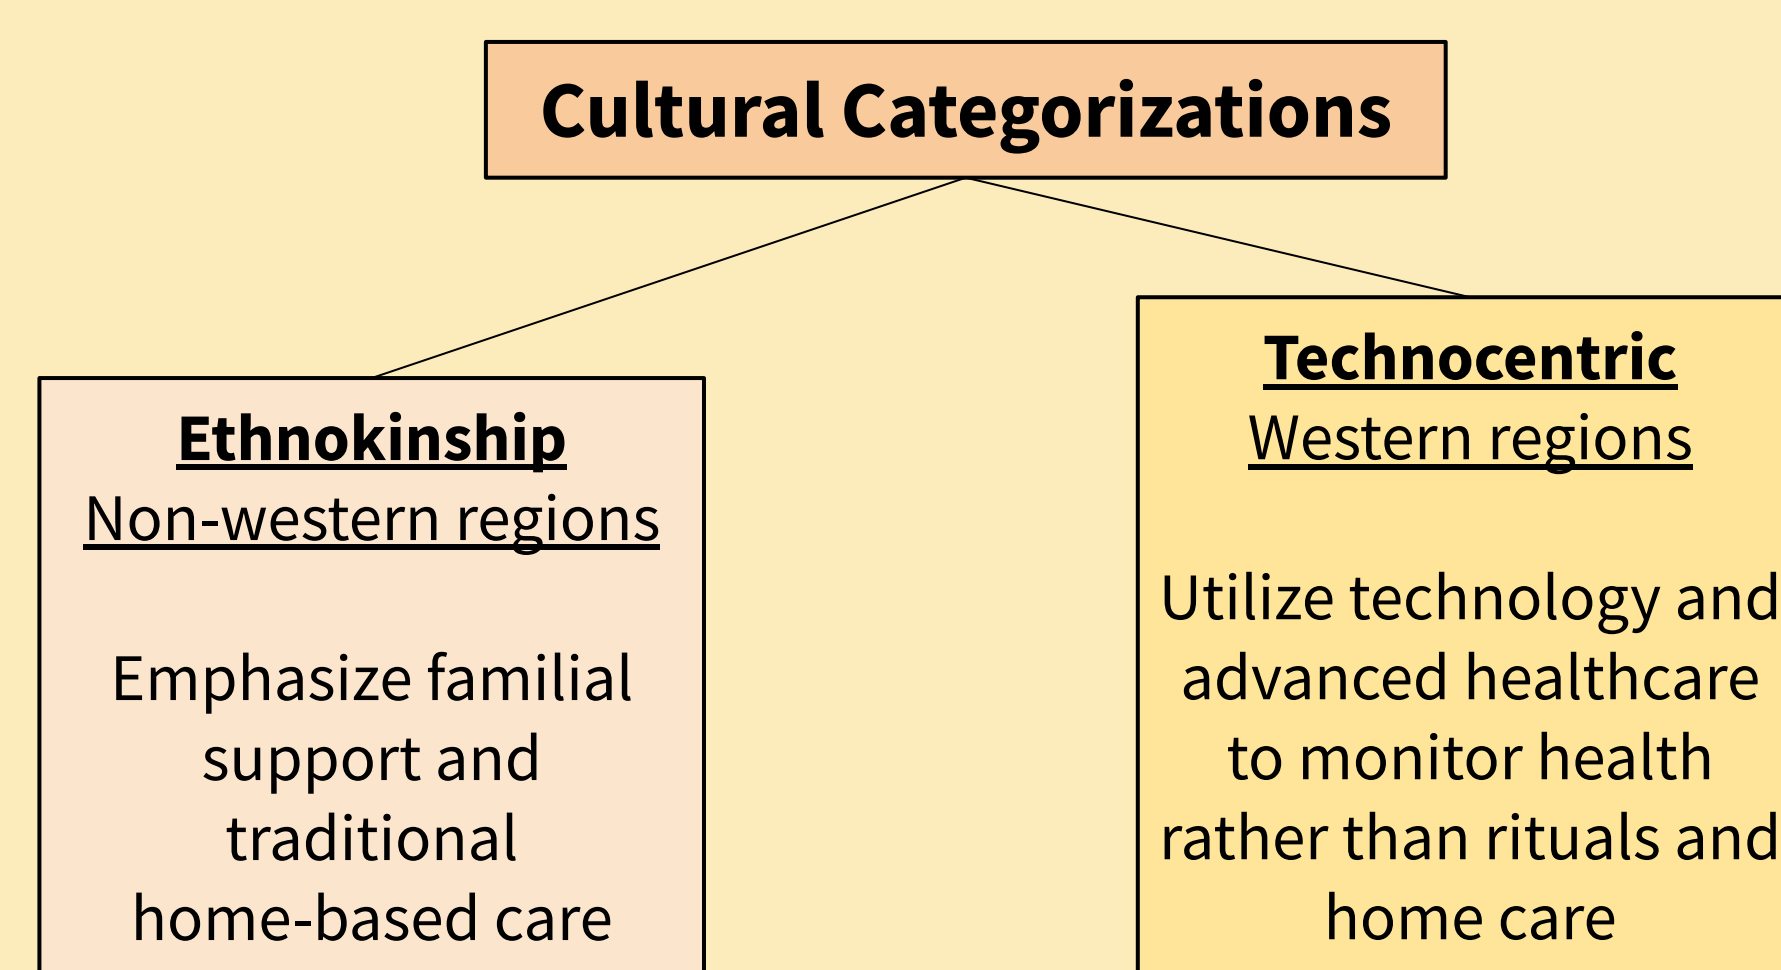 Cultural Categorizations
Ethnokinship
Non-western regions
Emphasize familial
support and
traditional
home-based care
Technocentric
Western regions
Utilize technology and
advanced healthcare
to monitor health
rather than rituals and
home care